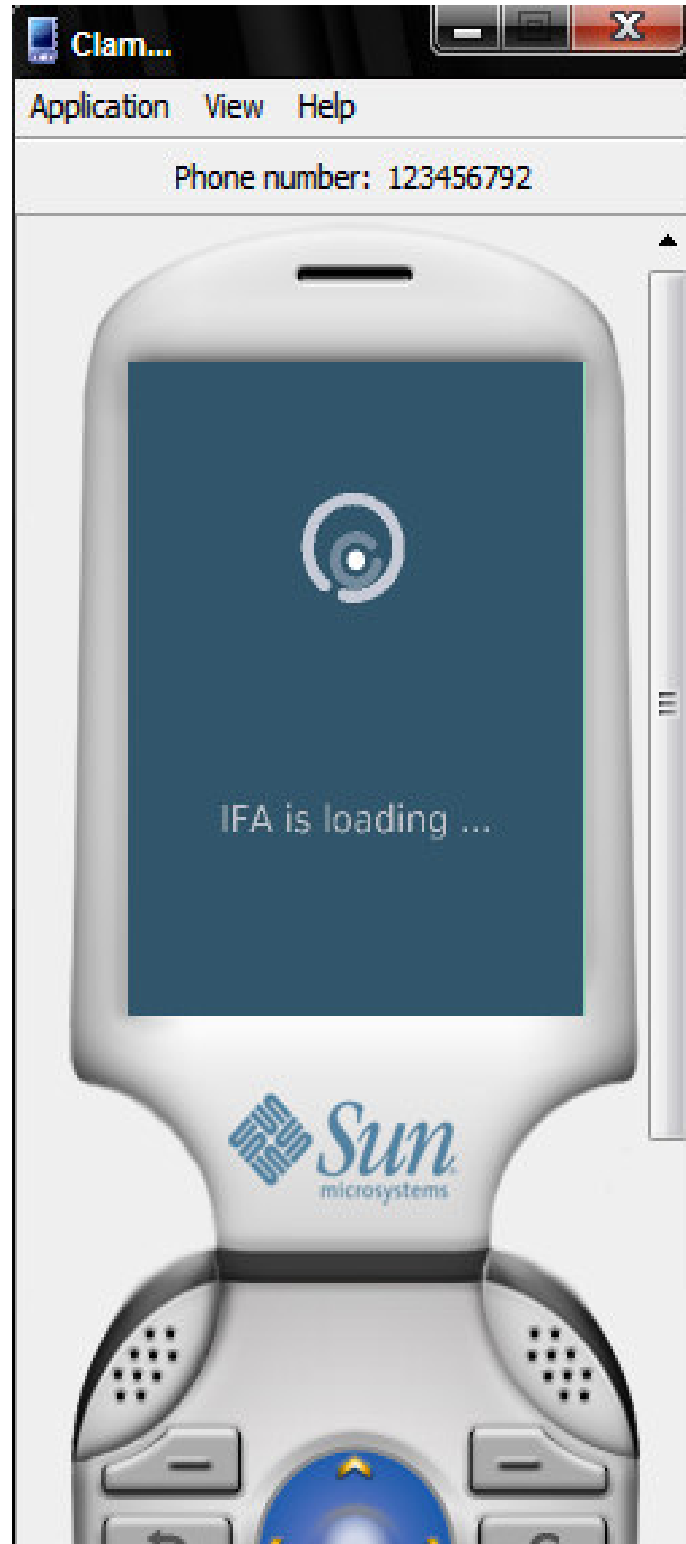 Clam...
Application View Help
Phone number: 123456792
IFA is loading ...
Sun
microsystems